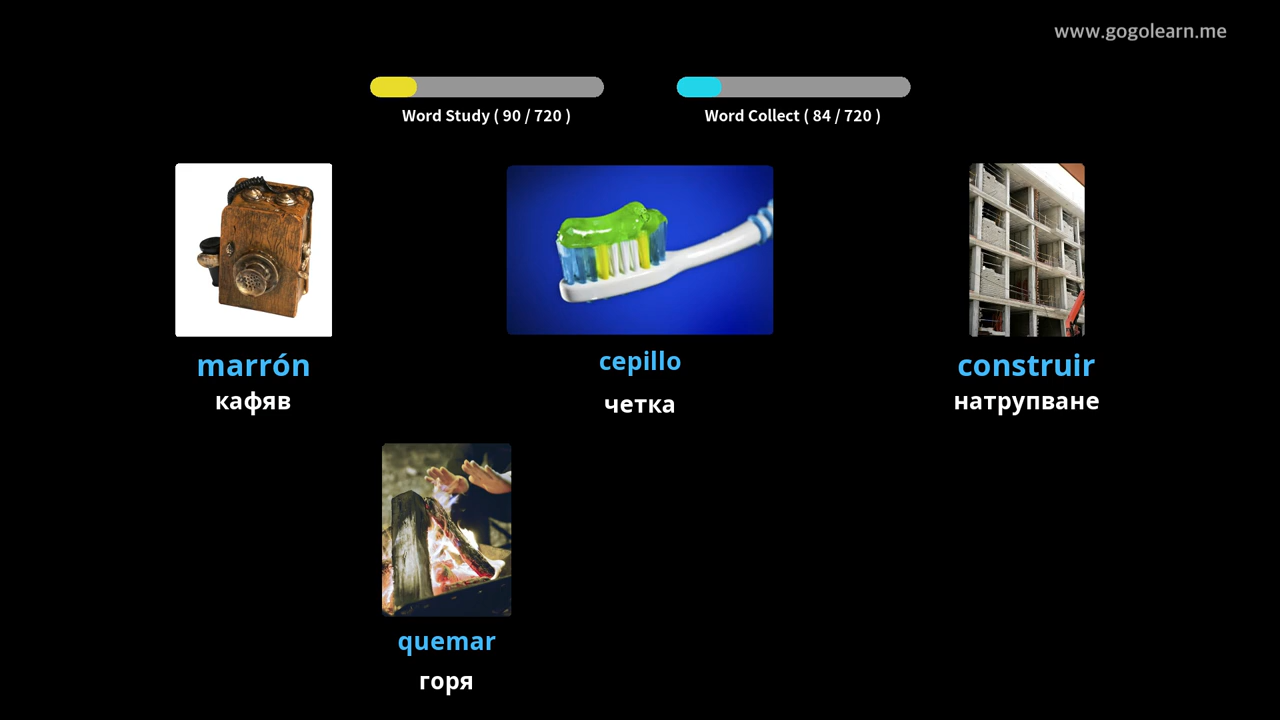 www.gogolearn.me
Word Study ( 90 / 720 )
Word Collect ( 84 / 720 )
marrón
кафяв
cepillo
четка
construir
натрупване
quemar
горя